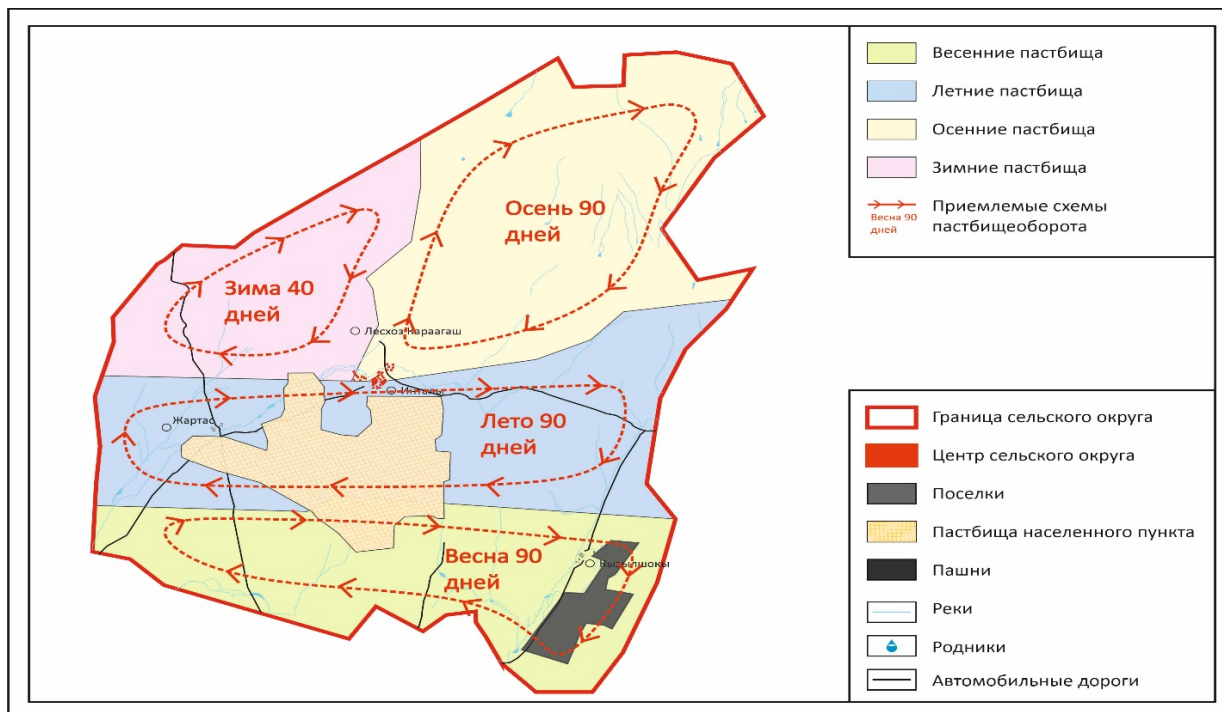 Осень 90
дней
Зима 40
дней
Лесхоз Караагаш
Жартас
Лето 90
дней
Весна 90
дней
Кызылшокы
Весенние пастбища
Летние пастбища
Осенние пастбища
Зимние пастбища
Весна 90
дней
Приемлемые схемы
пастбищеоборота
Граница сельского округа
Центр сельского округа
Поселки
Пастбища населенного пункта
Пашни
Реки
Родники
Автомобильные дороги